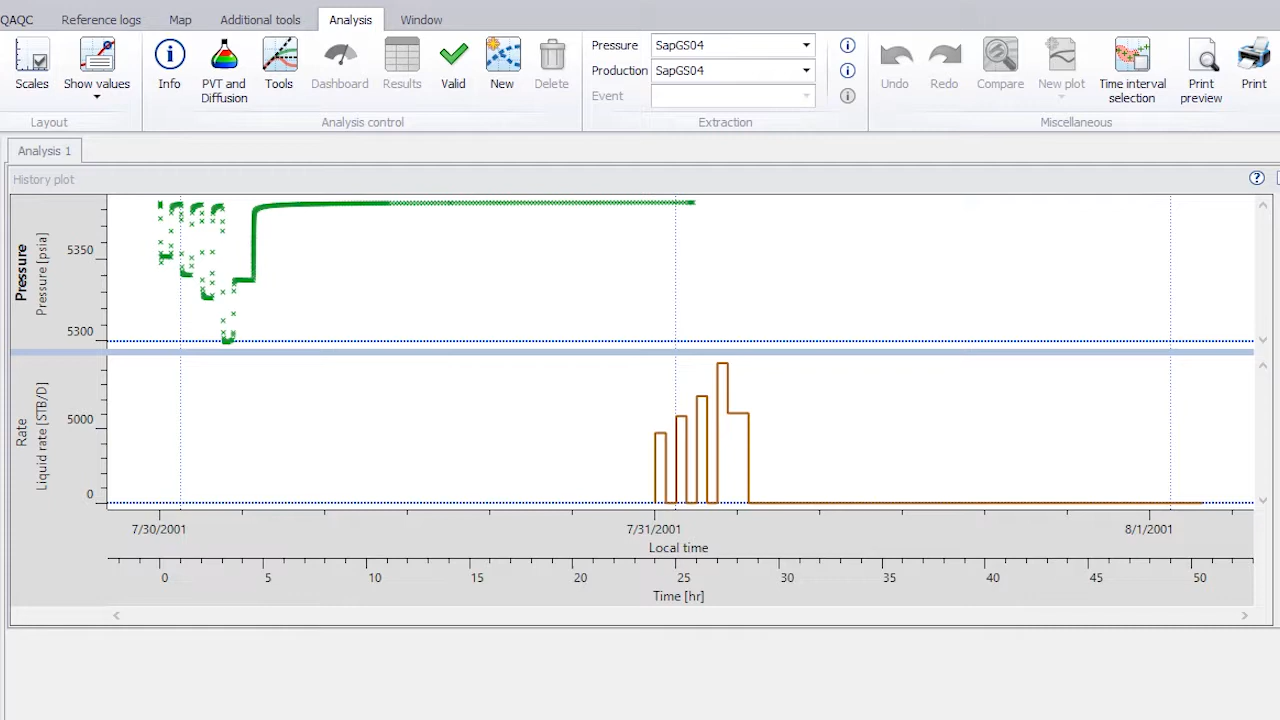 QAQC Reference logs Map Additional tools Analysis Window
Scales
Show values
Layout
Info
PVT and
Diffusion
Tools
Dashboard
Results
Valid
New
Delete
Analysis control
Pressure SapGS04
Production SapGS04
Event
Extraction
Undo
Redo
Compare
New plot
Time interval
selection
Print
preview
Print
Miscellaneous
Analysis 1
History plot
Pressure
Pressure [psia]
5350
5300
Rate
Liquid rate [STB/D]
5000
0
7/30/2001 7/31/2001 8/1/2001
Local time
0 5 10 15 20 25 30 35 40 45 50
Time [hr]